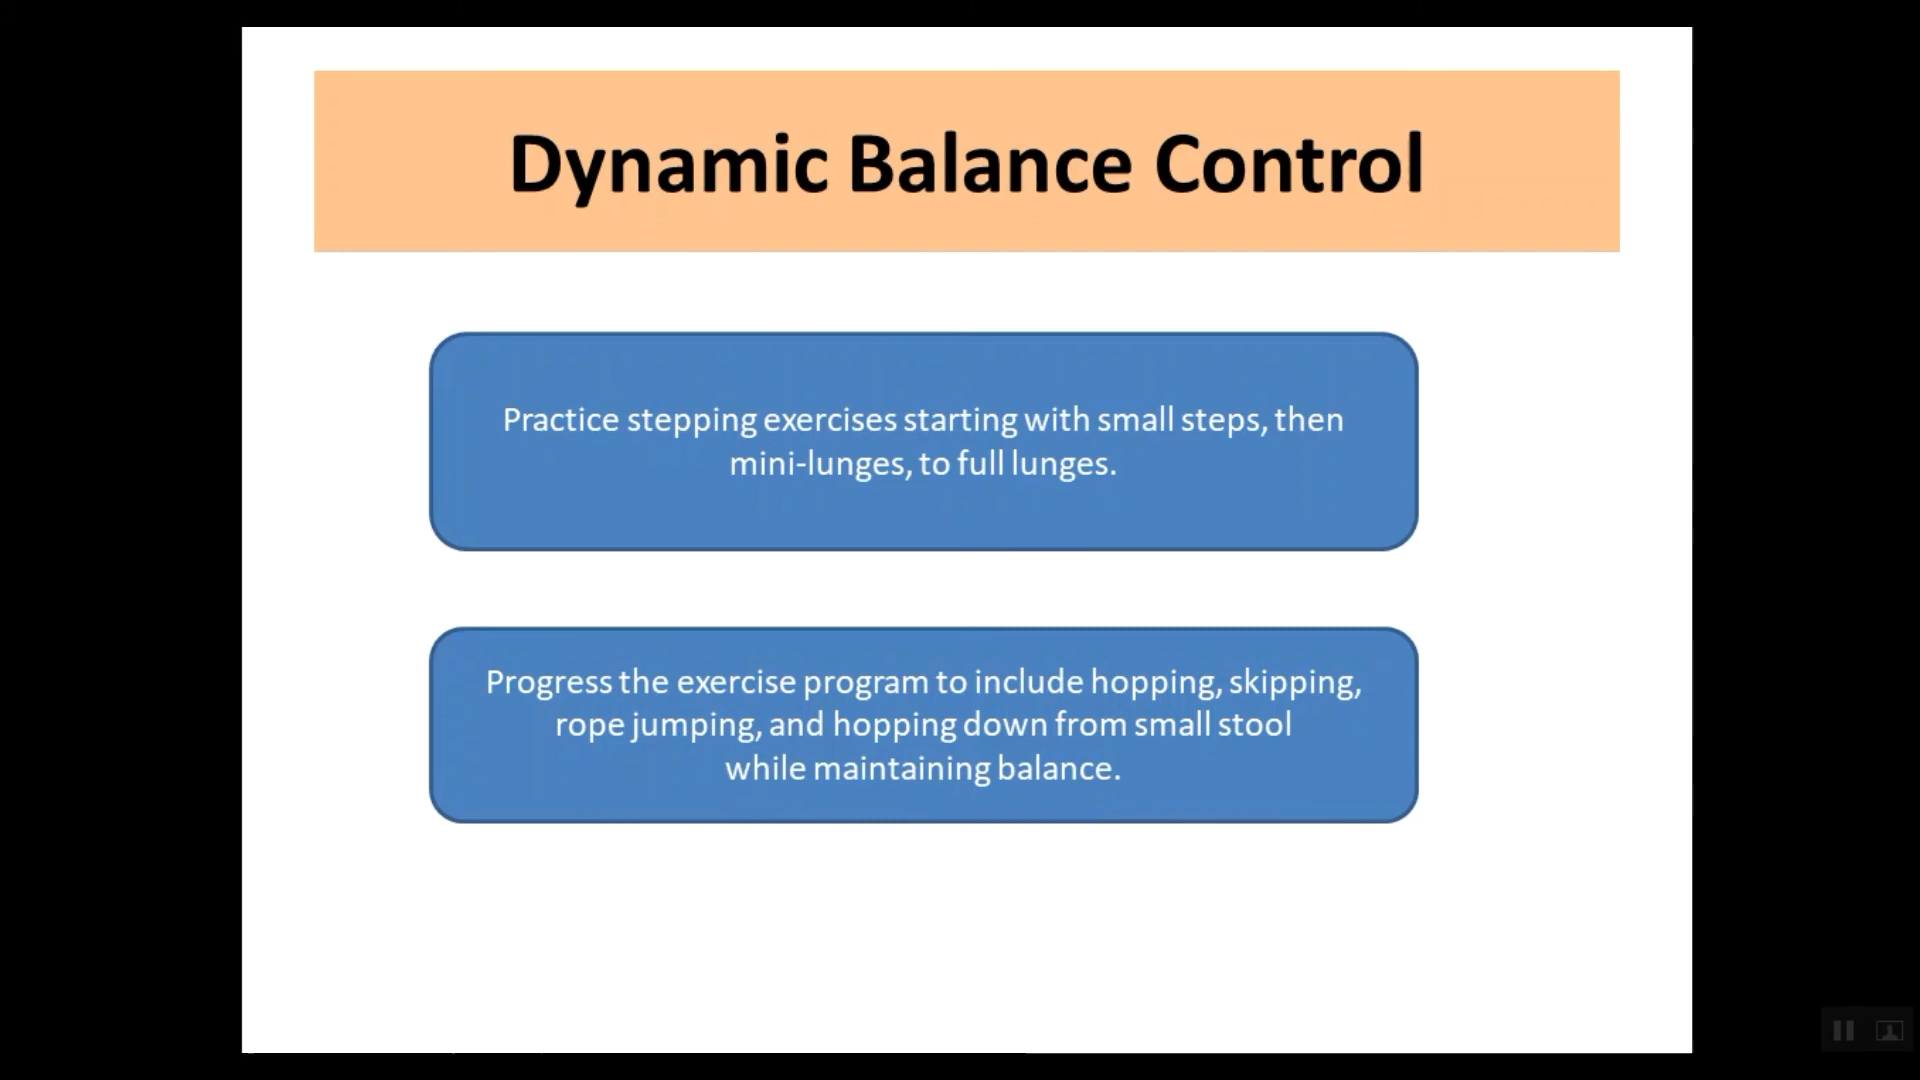 Dynamic Balance Control
Practice stepping exercises starting with small steps, then
mini-lunges, to full lunges.
Progress the exercise program to include hopping, skipping,
rope jumping, and hopping down from small stool
while maintaining balance.